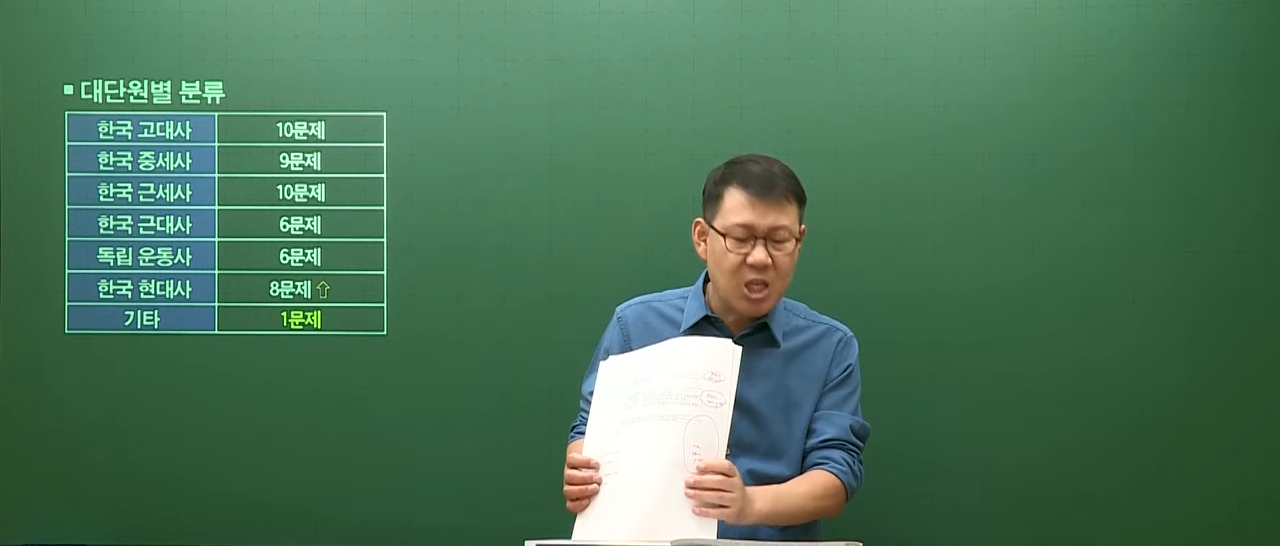 ▪ 대단원별 분류
한국 고대사 10문제
한국 중세사 9문제
한국 근세사 10문제
한국 근대사 6문제
독립 운동사 6문제
한국 현대사 8문제 ⇧
기타 1문제